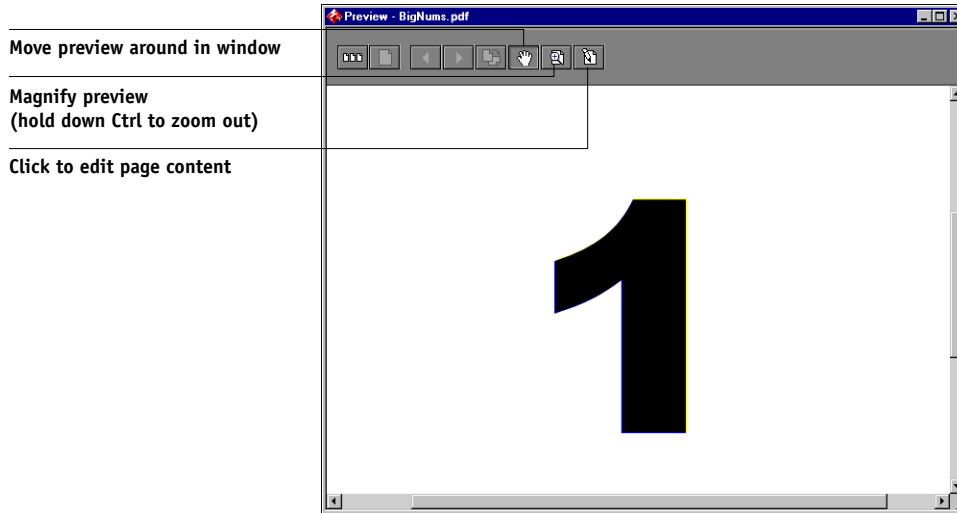 Preview - BigNums.pdf
Move preview around in window
Magnify preview
(hold down Ctrl to zoom out)
Click to edit page content
1